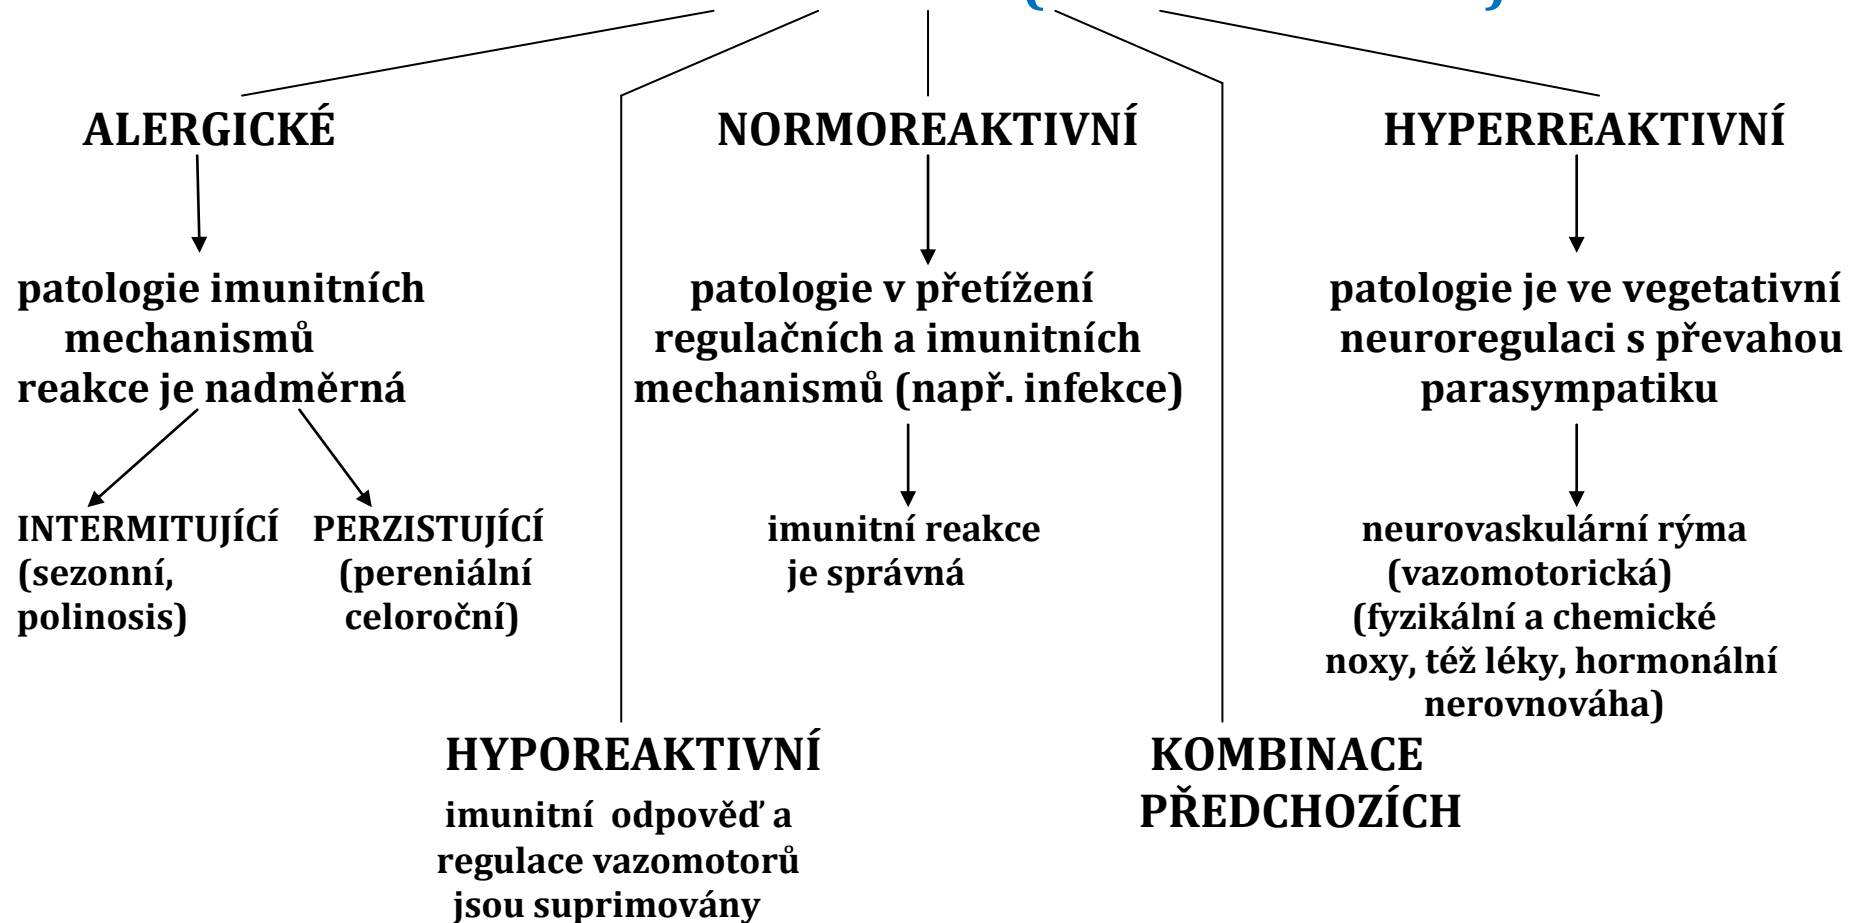 ALERGICKÉ
NORMOREAKTIVNÍ
HYPERREAKTIVNÍ
patologie imunitních
mechanismů
reakce je nadměrná
patologie v přetížení
regulačních a imunitních
mechanismů (např. infekce)
patologie je ve vegetativní
neuroregulaci s převahou
parasympatiku
INTERMITUJÍCÍ
(sezonní,
polinosis)
PERZISTUJÍCÍ
(pereniální
celoroční)
imunitní reakce
je správná
neurovaskulární rýma
(vazomotorická)
(fyzikální a chemické
noxy, též léky, hormonální
nerovnováha)
HYPOREAKTIVNÍ
imunitní odpověď a
regulace vazomotorů
jsou suprimovány
KOMBINACE
PŘEDCHOZÍCH